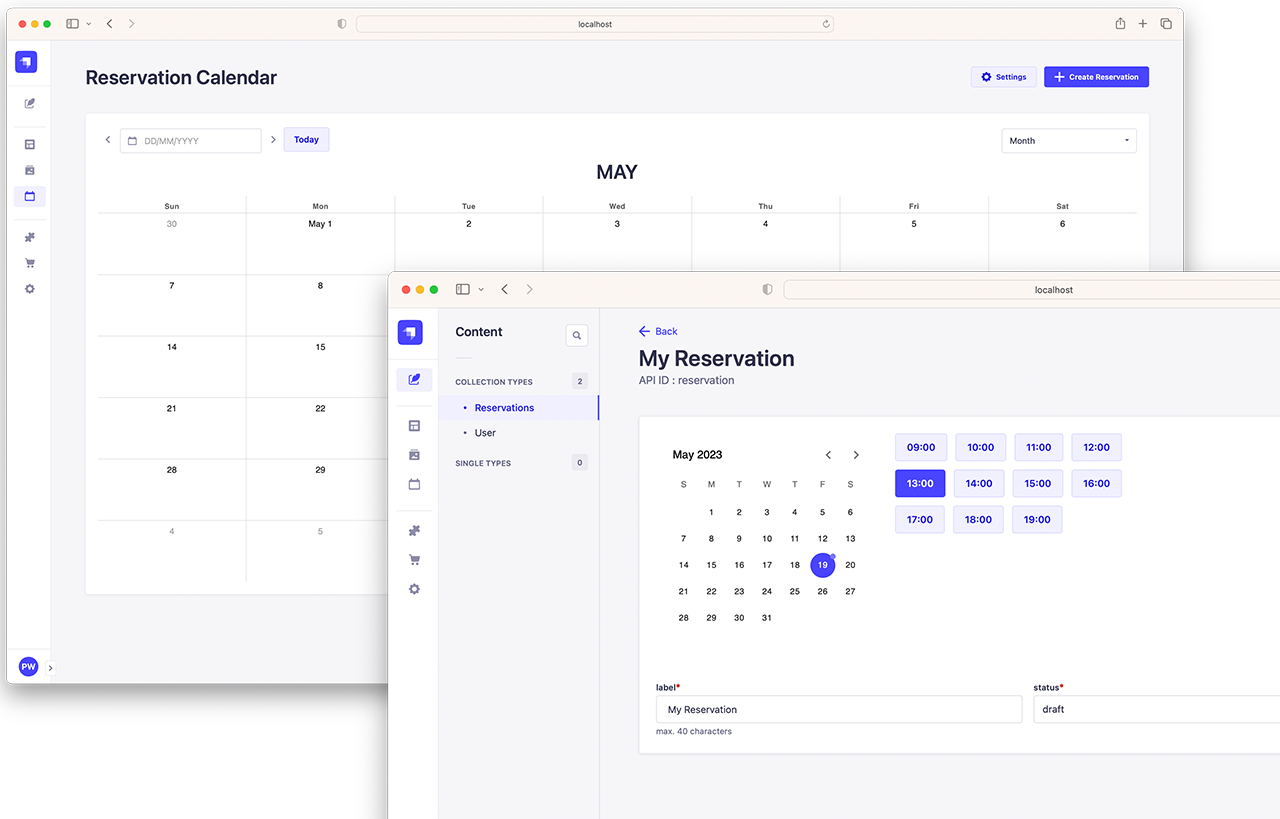 localhost
Reservation Calendar
Settings
Create Reservation
DD/MM/YYYY
Today
Month
MAY
Sun Mon Tue Wed Thu Fri Sat
30 May 1 2 3 4 5 6
7 8
14 15
21 22
28 29
4 5
PW
localhost
Content
COLLECTION TYPES 2
Reservations
User
SINGLE TYPES 0
Back
My Reservation
API ID : reservation
May 2023
S M T W T F S
1 2 3 4 5 6
7 8 9 10 11 12 13
14 15 16 17 18 19 20
21 22 23 24 25 26 27
28 29 30 31
09:00 10:00 11:00 12:00
13:00 14:00 15:00 16:00
17:00 18:00 19:00
label*
My Reservation
max. 40 characters
status*
draft